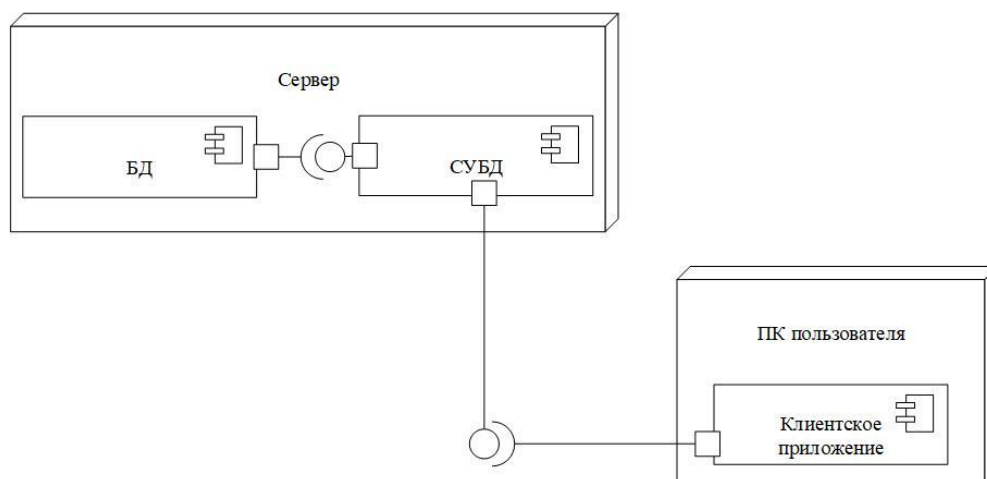 Сервер
БД
СУБД
ПК пользователя
Клиентское
приложение